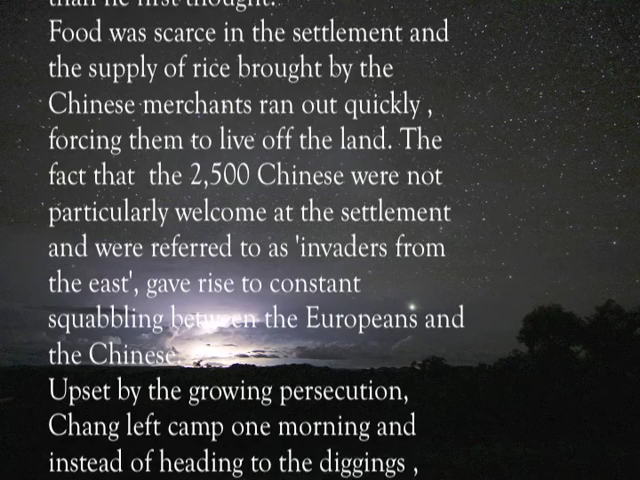 than he first thought.
Food was scarce in the settlement and
the supply of rice brought by the
Chinese merchants ran out quickly ,
forcing them to live off the land. The
fact that  the 2,500 Chinese were not
particularly welcome at the settlement
and were referred to as 'invaders from
the east', gave rise to constant
squabbling between the Europeans and
the Chinese.
Upset by the growing persecution,
Chang left camp one morning and
instead of heading to the diggings ,